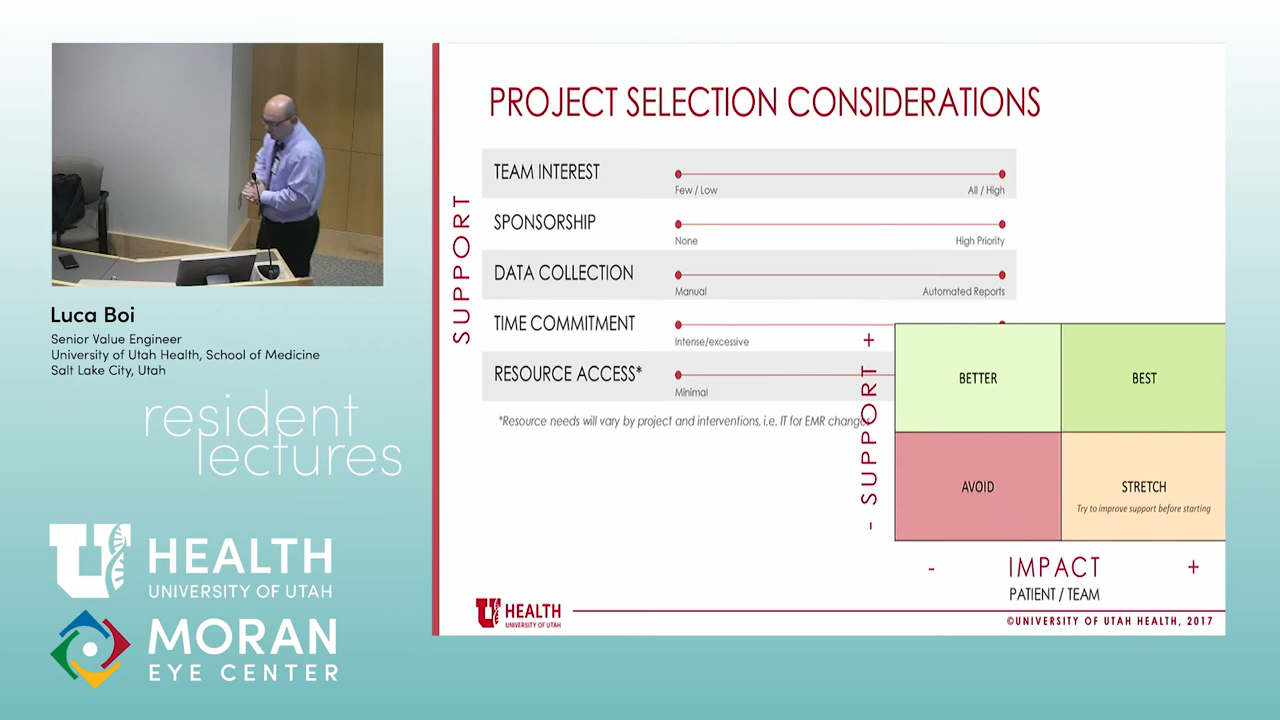 Luca Boi
Senior Value Engineer
University of Utah Health, School of Medicine
Salt Lake City, Utah
resident
lectures
U HEALTH
UNIVERSITY OF UTAH
MORAN
EYE CENTER
PROJECT SELECTION CONSIDERATIONS
SUPPORT
TEAM INTEREST
Few / Low
All / High
SPONSORSHIP
None
High Priority
DATA COLLECTION
Manual
Automated Reports
TIME COMMITMENT
Intense/excessive
RESOURCE ACCESS*
Minimal
*Resource needs will vary by project and interventions, i.e. IT for EMR changes
- SUPPORT +
BETTER
BEST
AVOID
STRETCH
Try to improve support before starting
- IMPACT +
PATIENT / TEAM
U HEALTH
UNIVERSITY OF UTAH
©UNIVERSITY OF UTAH HEALTH, 2017